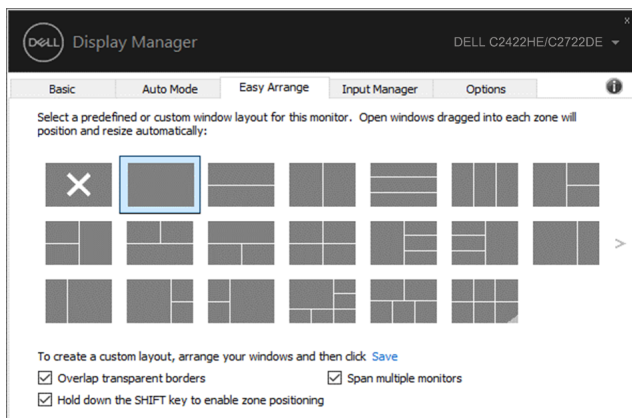 x
DELL Display Manager
DELL C2422HE/C2722DE
Basic Auto Mode Easy Arrange Input Manager Options
Select a predefined or custom window layout for this monitor. Open windows dragged into each zone will
position and resize automatically:
To create a custom layout, arrange your windows and then click Save
Overlap transparent borders Span multiple monitors
Hold down the SHIFT key to enable zone positioning